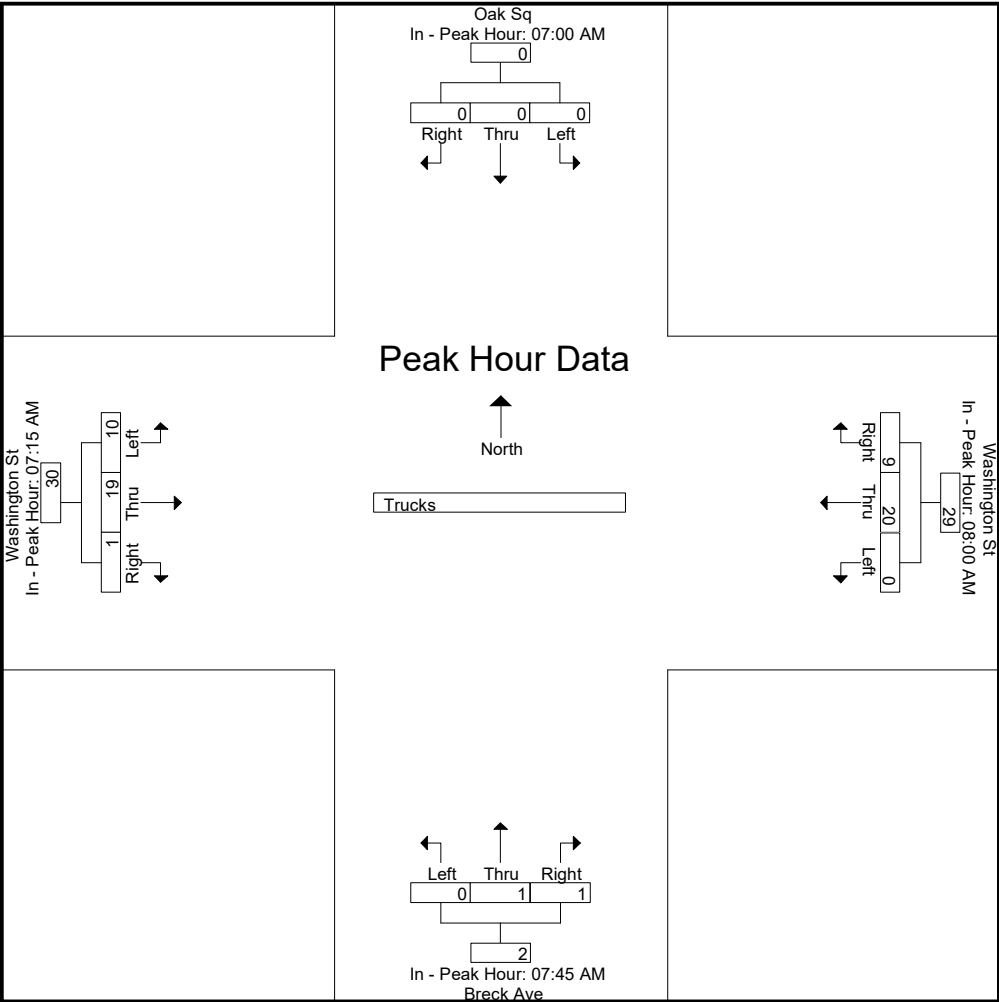 Oak Sq
In - Peak Hour: 07:00 AM
0
0 0 0
Right Thru Left
Peak Hour Data
North
Trucks
Washington St
In - Peak Hour: 07:15 AM
30
10 19 1
Left Thru Right
Washington St
In - Peak Hour: 08:00 AM
29
9 20 0
Right Thru Left
Left Thru Right
0 1 1
2
In - Peak Hour: 07:45 AM
Breck Ave